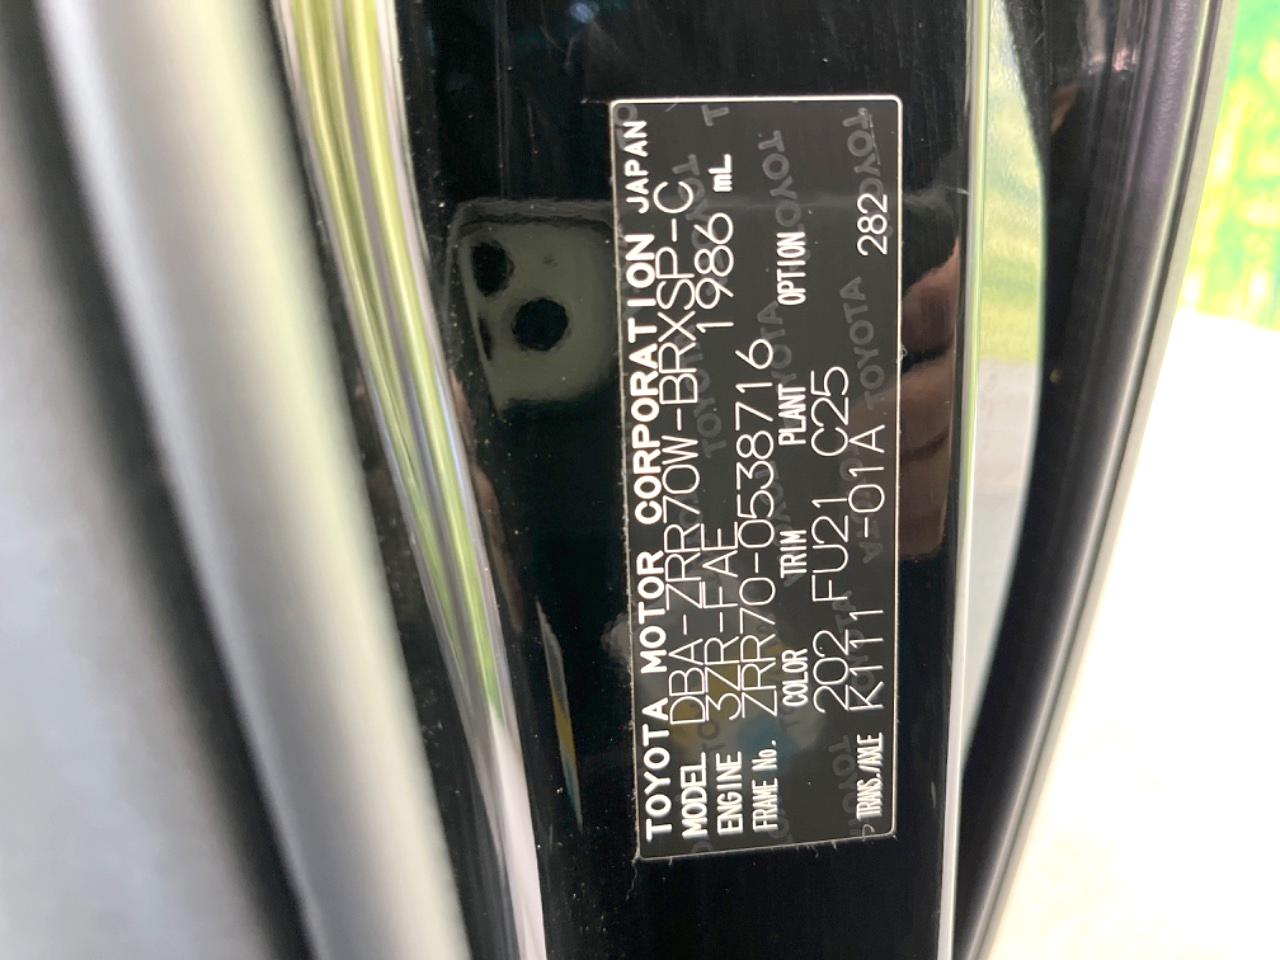 TOYOTA MOTOR CORPORATION JAPAN
MODEL DBA-ZRR70W-BRXSP-C
ENGINE 3ZR-FAE 1986 mL
FRAME No. ZRR70-0538716
COLOR TRIM PLANT OPTION
202 FU21 C25
TRANS./AXLE K111 -01A 282